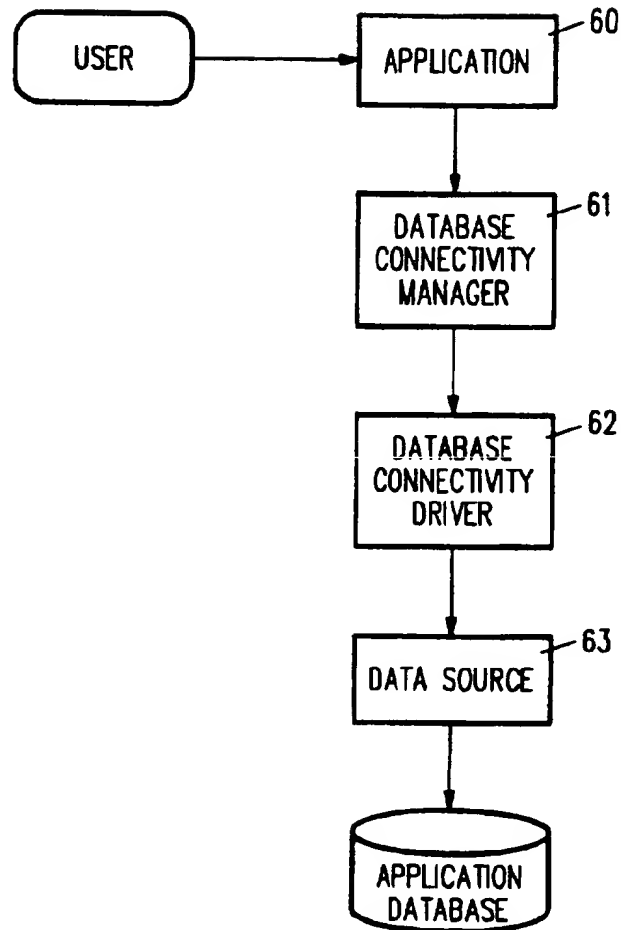 USER
APPLICATION
60
DATABASE
CONNECTIVITY
MANAGER
61
DATABASE
CONNECTIVITY
DRIVER
62
DATA SOURCE
63
APPLICATION
DATABASE